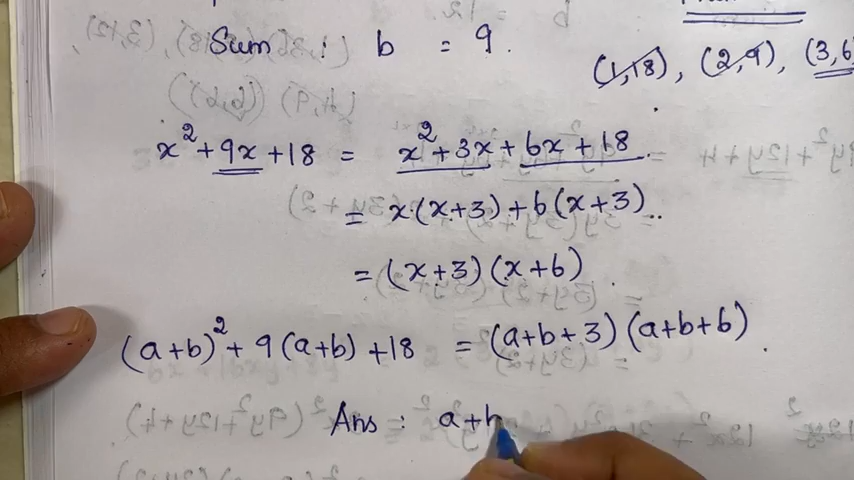 Sum : b = 9.
(1,18), (2,9), (3,6
x² + 9x + 18 = x² + 3x + 6x + 18
= x(x+3) + 6(x+3)
= (x+3)(x+6)
(a+b)² + 9(a+b) + 18 = (a+b+3)(a+b+6)
Ans : a+b